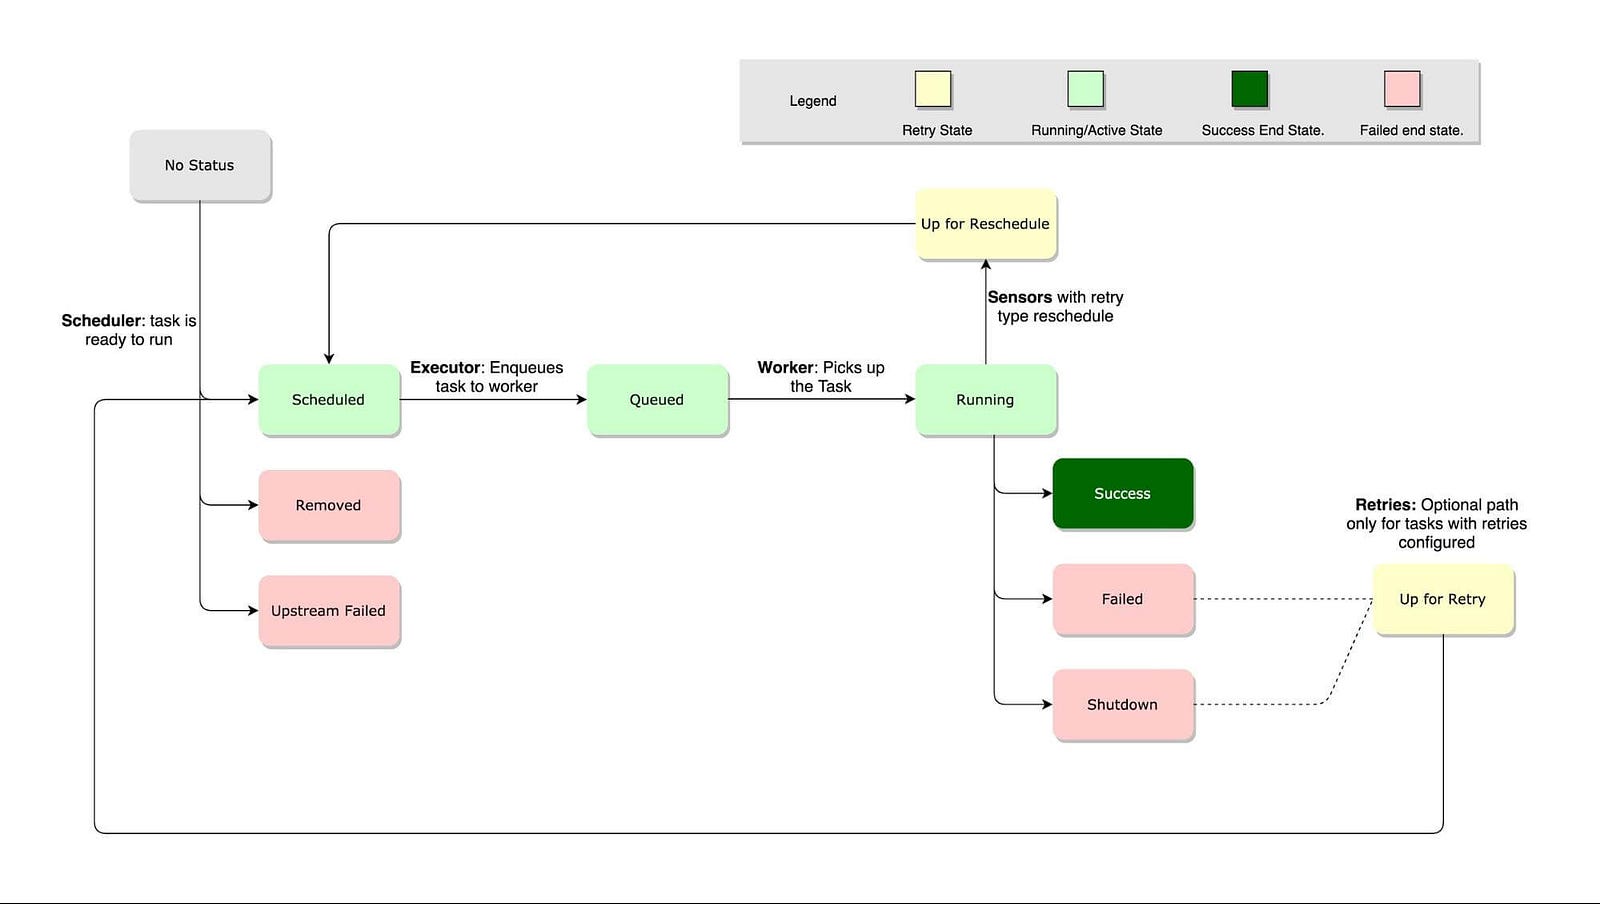 Legend
Retry State
Running/Active State
Success End State.
Failed end state.
No Status
Up for Reschedule
Sensors with retry
type reschedule
Scheduler: task is
ready to run
Scheduled
Executor: Enqueues
task to worker
Queued
Worker: Picks up
the Task
Running
Removed
Upstream Failed
Success
Failed
Shutdown
Retries: Optional path
only for tasks with retries
configured
Up for Retry